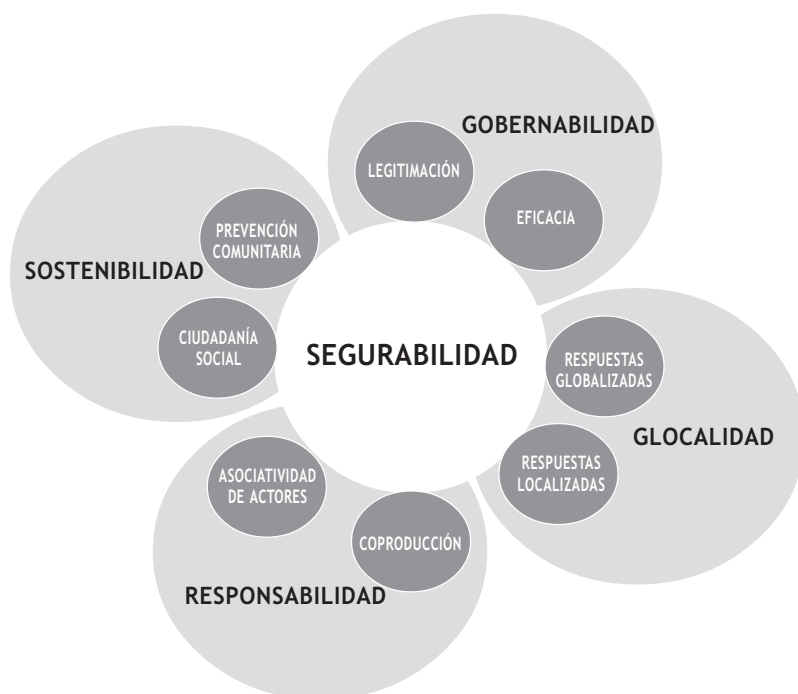 GOBERNABILIDAD
LEGITIMACIÓN
EFICACIA
PREVENCIÓN
COMUNITARIA
SOSTENIBILIDAD
CIUDADANÍA
SOCIAL
SEGURABILIDAD
RESPUESTAS
GLOBALIZADAS
GLOCALIDAD
RESPUESTAS
LOCALIZADAS
ASOCIATIVIDAD
DE ACTORES
COPRODUCCIÓN
RESPONSABILIDAD